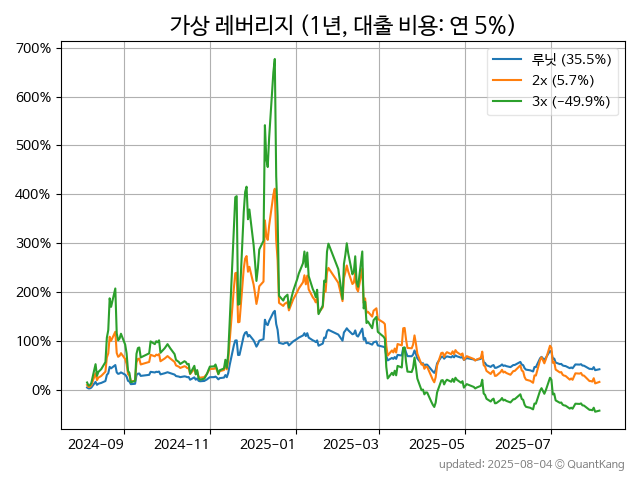 가상 레버리지 (1년, 대출 비용: 연 5%)
700%
600%
500%
400%
300%
200%
100%
0%
루닛 (35.5%)
2x (5.7%)
3x (−49.9%)
2024-09
2024-11
2025-01
2025-03
2025-05
2025-07
updated: 2025-08-04 © QuantKang